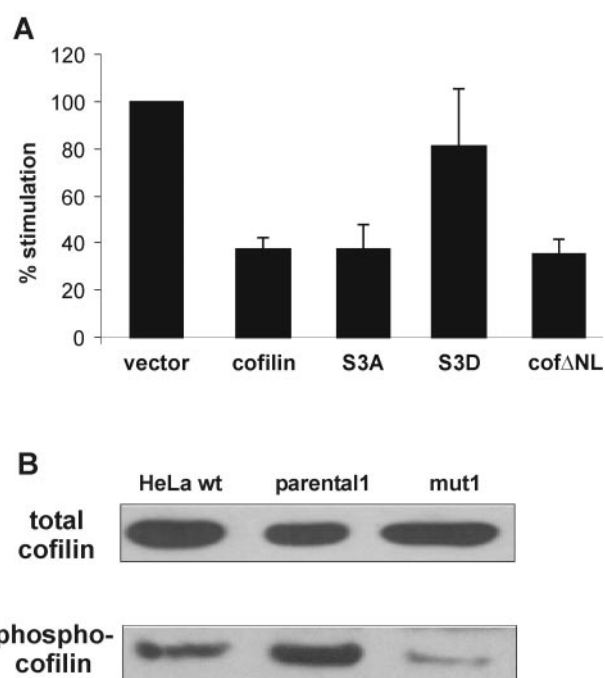 A
120
100
80
60
40
20
0
% stimulation
vector cofilin S3A S3D cofΔNL
B
HeLa wt parental1 mut1
total
cofilin
phospho-
cofilin